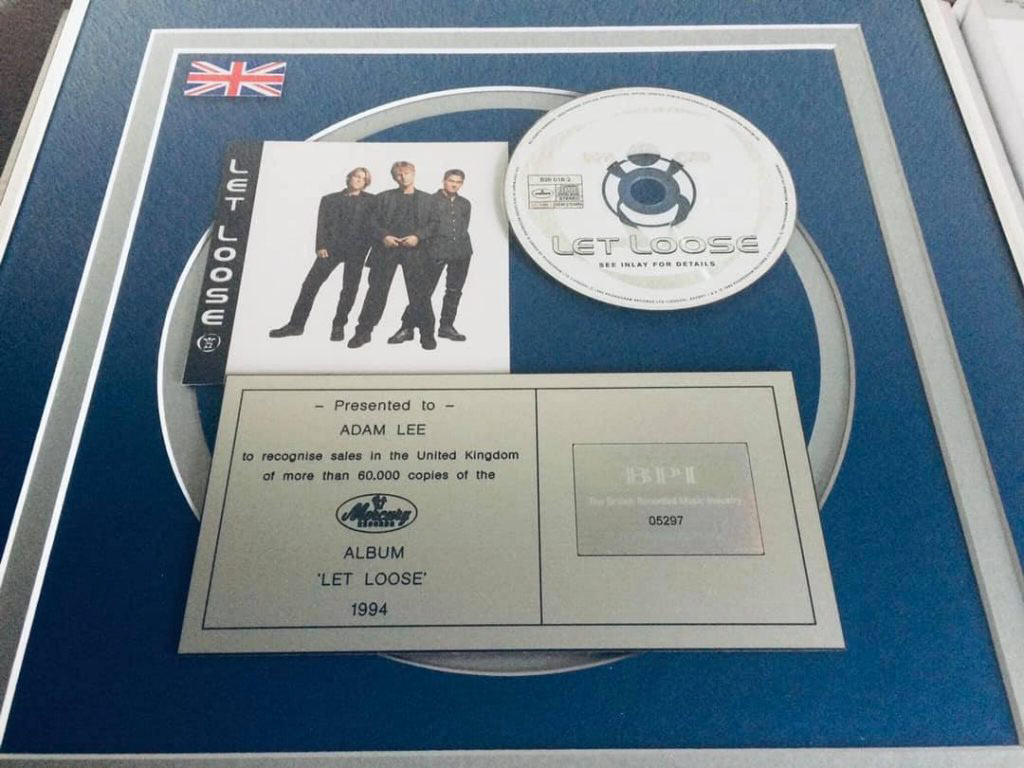 LET LOOSE
LET LOOSE
SEE INLAY FOR DETAILS
– Presented to –
ADAM LEE
to recognise sales in the United Kingdom
of more than 60.000 copies of the
Mercury
RECORDS
ALBUM
'LET LOOSE'
1994
BPI
The British Recorded Music Industry
05297